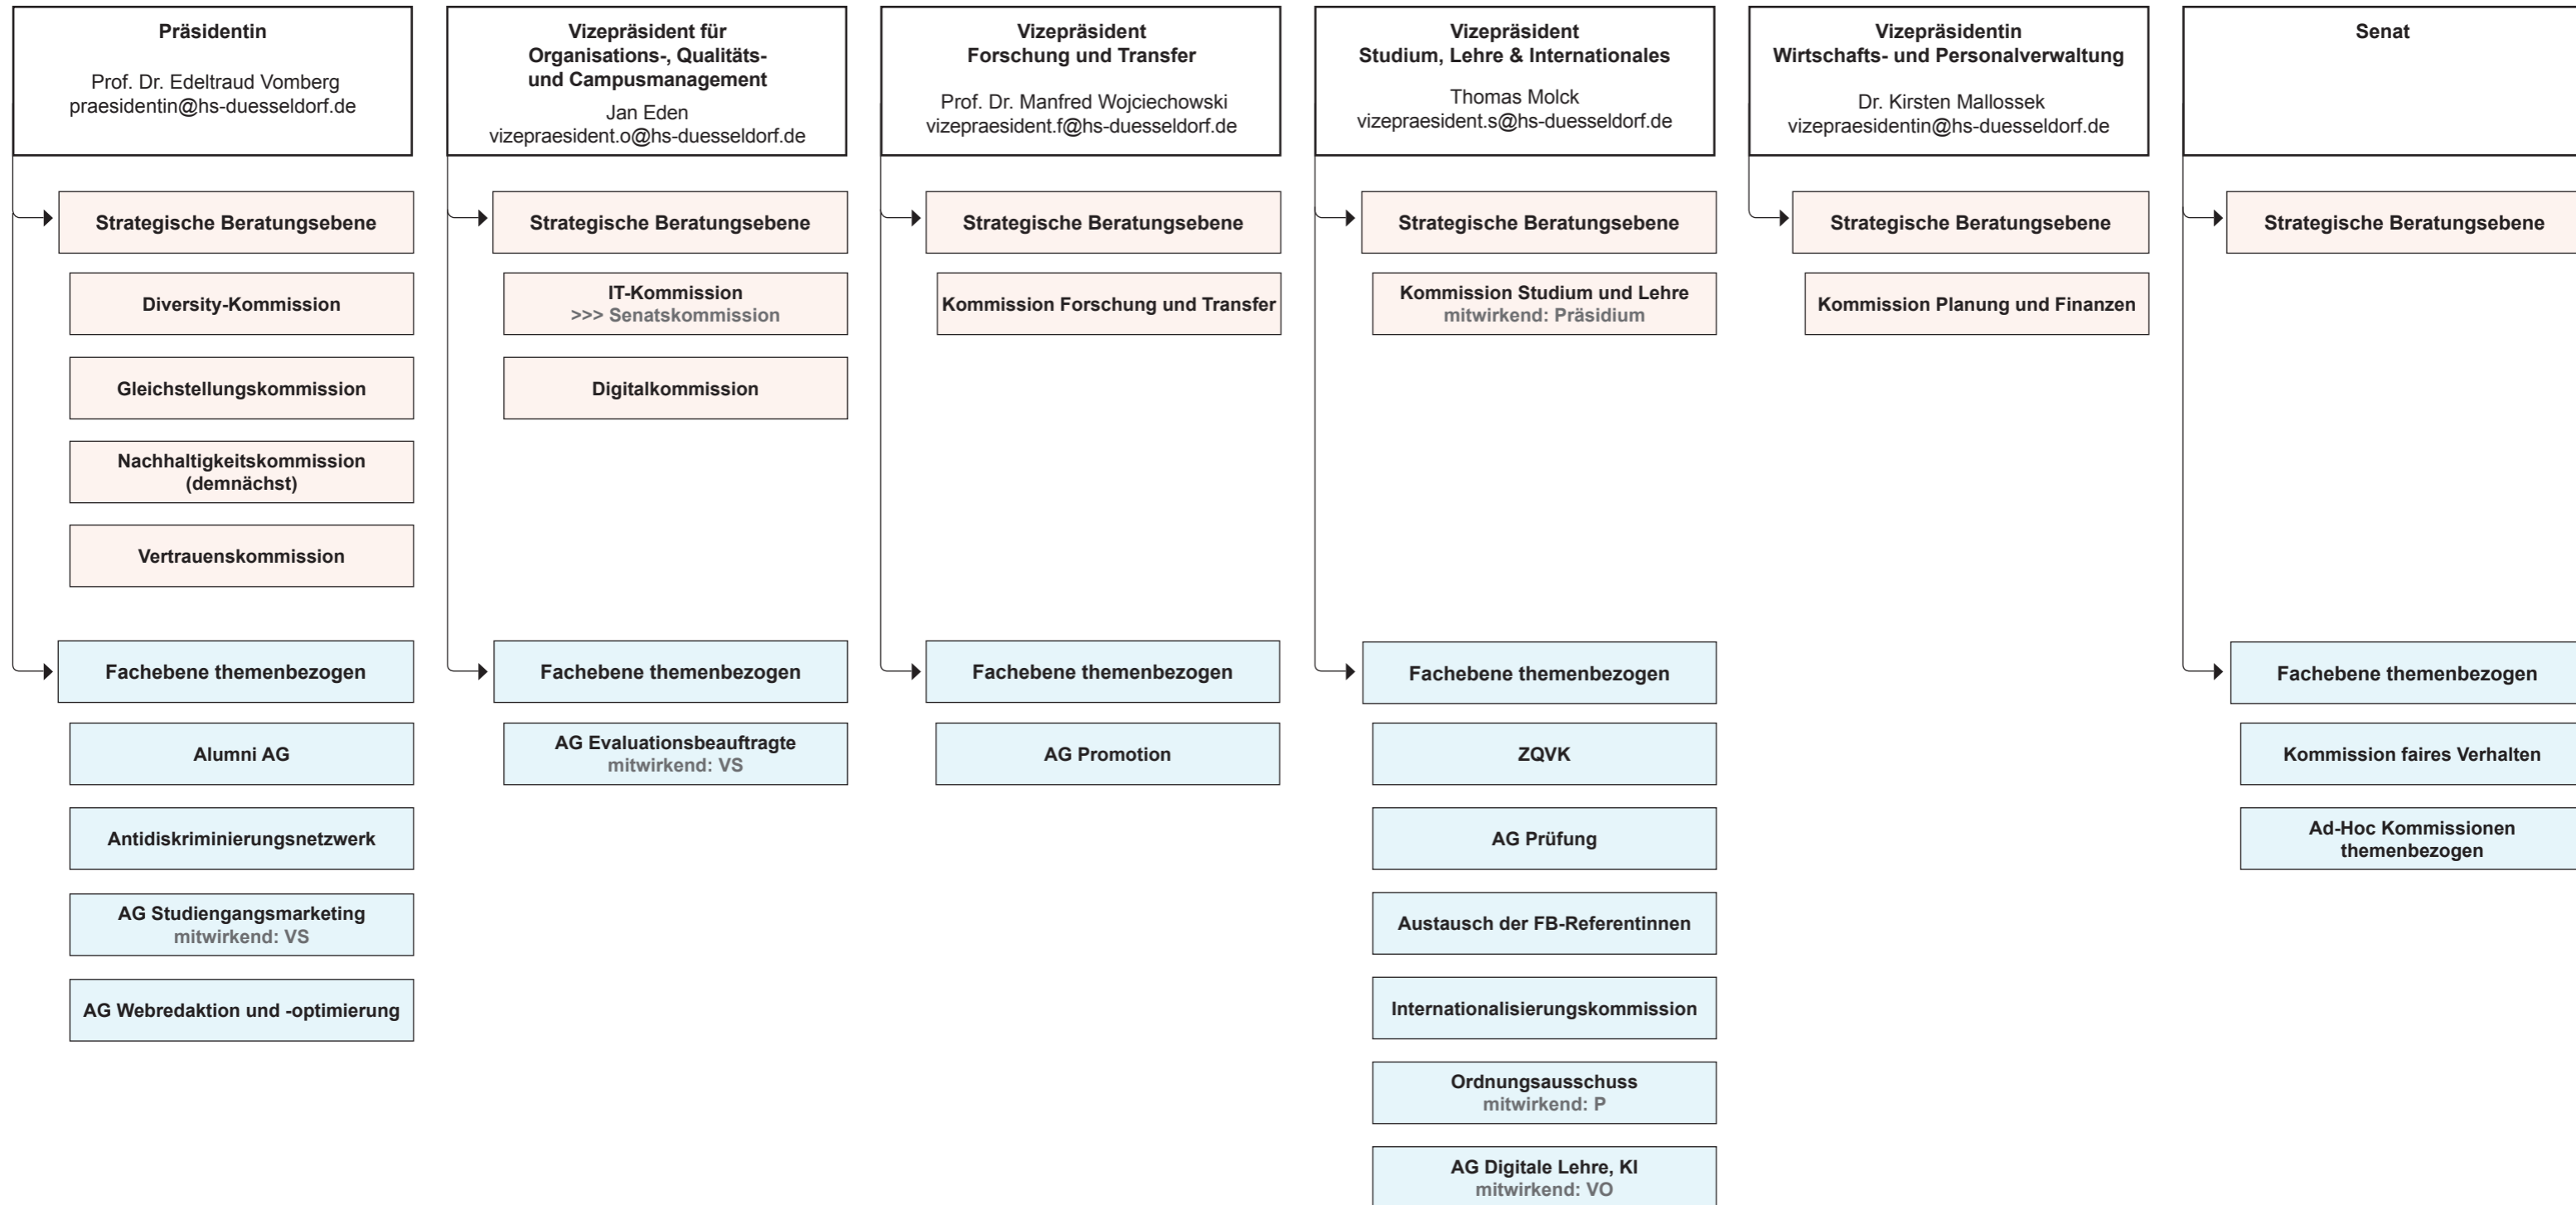 Präsidentin
Prof. Dr. Edeltraud Vomberg
praesidentin@hs-duesseldorf.de
Strategische Beratungsebene
Diversity-Kommission
Gleichstellungskommission
Nachhaltigkeitskommission
(demnächst)
Vertrauenskommission
Fachebene themenbezogen
Alumni AG
Antidiskriminierungsnetzwerk
AG Studiengangsmarketing
mitwirkend: VS
AG Webredaktion und -optimierung
Vizepräsident für
Organisations-, Qualitäts-
und Campusmanagement
Jan Eden
vizepraesident.o@hs-duesseldorf.de
Strategische Beratungsebene
IT-Kommission
>>> Senatskommission
Digitalkommission
Fachebene themenbezogen
AG Evaluationsbeauftragte
mitwirkend: VS
Vizepräsident
Forschung und Transfer
Prof. Dr. Manfred Wojciechowski
vizepraesident.f@hs-duesseldorf.de
Strategische Beratungsebene
Kommission Forschung und Transfer
Fachebene themenbezogen
AG Promotion
Vizepräsident
Studium, Lehre & Internationales
Thomas Molck
vizepraesident.s@hs-duesseldorf.de
Strategische Beratungsebene
Kommission Studium und Lehre
mitwirkend: Präsidium
Fachebene themenbezogen
ZQVK
AG Prüfung
Austausch der FB-Referentinnen
Internationalisierungskommission
Ordnungsausschuss
mitwirkend: P
AG Digitale Lehre, KI
mitwirkend: VO
Vizepräsidentin
Wirtschafts- und Personalverwaltung
Dr. Kirsten Mallossek
vizepraesidentin@hs-duesseldorf.de
Strategische Beratungsebene
Kommission Planung und Finanzen
Senat
Strategische Beratungsebene
Fachebene themenbezogen
Kommission faires Verhalten
Ad-Hoc Kommissionen
themenbezogen